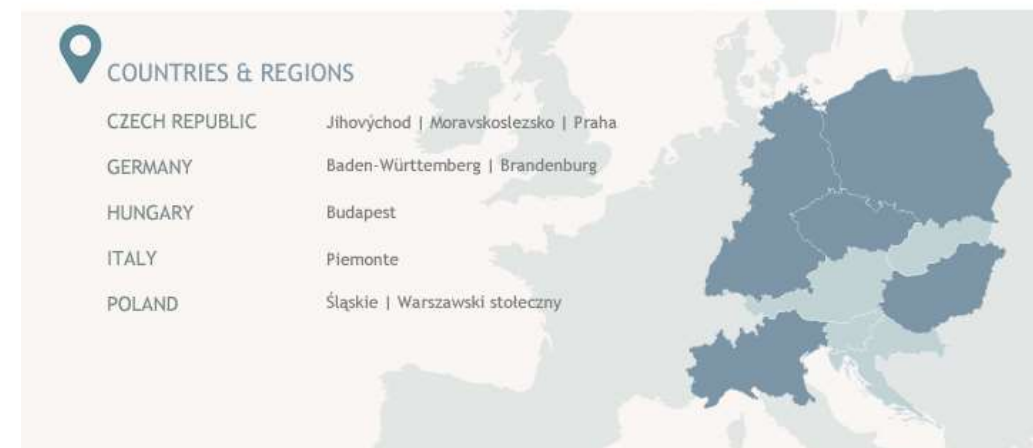 COUNTRIES & REGIONS
CZECH REPUBLIC Jihovýchod | Moravskoslezsko | Praha
GERMANY Baden-Württemberg | Brandenburg
HUNGARY Budapest
ITALY Piemonte
POLAND Śląskie | Warszawski stołeczny